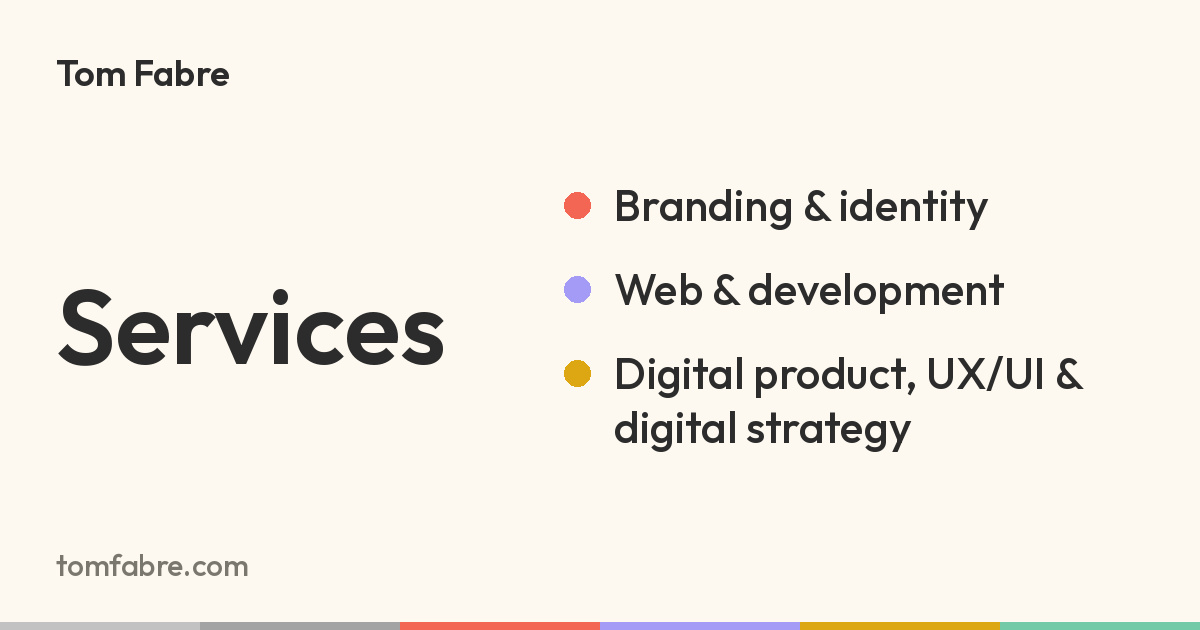 Tom Fabre
Services
Branding & identity
Web & development
Digital product, UX/UI &
digital strategy
tomfabre.com